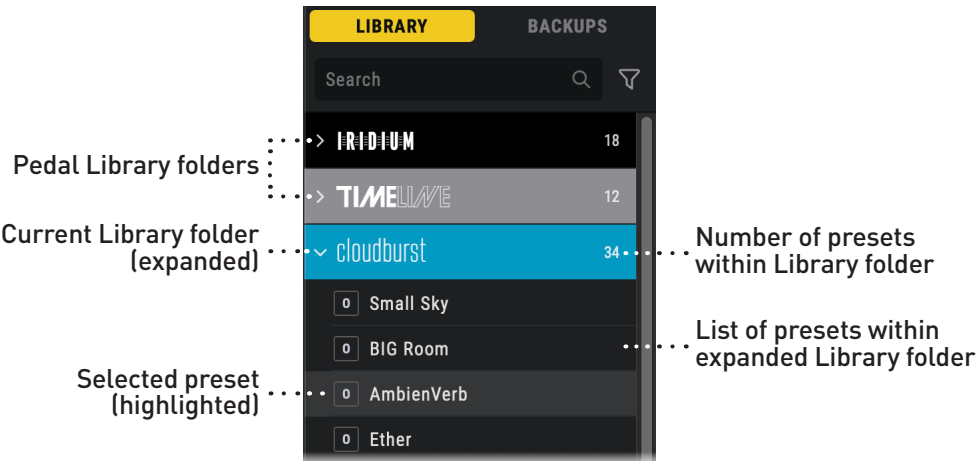 LIBRARY BACKUPS
Search
Pedal Library folders
IRIDIUM 18
TIMELINE 12
Current Library folder
(expanded)
cloudburst 34
Number of presets
within Library folder
0 Small Sky
0 BIG Room
List of presets within
expanded Library folder
Selected preset
(highlighted)
0 AmbienVerb
0 Ether